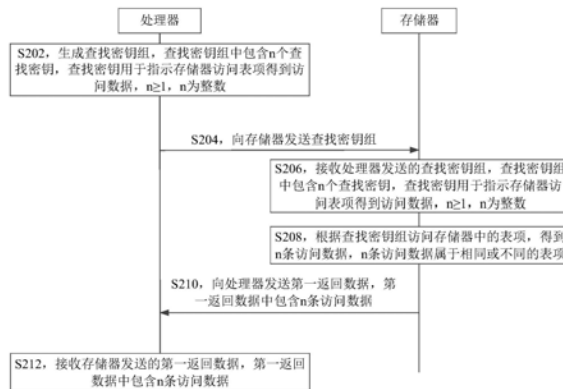 处理器
存储器
S202，生成查找密钥组，查找密钥组中包含n个查
找密钥，查找密钥用于指示存储器访问表项得到访
问数据，n≥1，n为整数
S204，向存储器发送查找密钥组
S206，接收处理器发送的查找密钥组，查找密钥组
中包含n个查找密钥，查找密钥用于指示存储器访
问表项得到访问数据，n≥1，n为整数
S208，根据查找密钥组访问存储器中的表项，得到
n条访问数据，n条访问数据属于相同或不同的表项
S210，向处理器发送第一返回数据，第
一返回数据中包含n条访问数据
S212，接收存储器发送的第一返回数据，第一返回
数据中包含n条访问数据